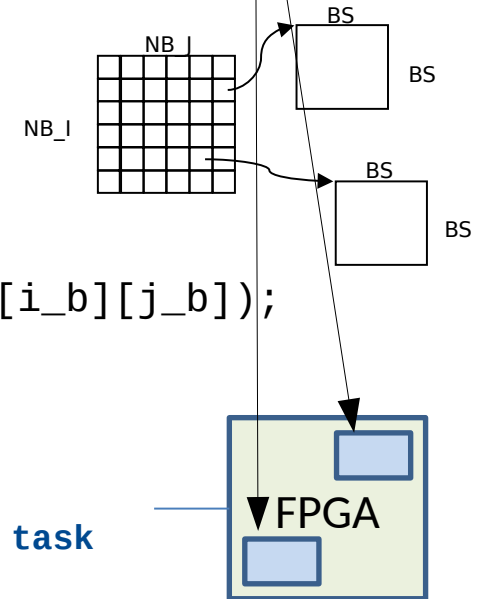 BS
NB_J
BS
NB_I
BS
BS
[i_b][j_b]);
FPGA
task